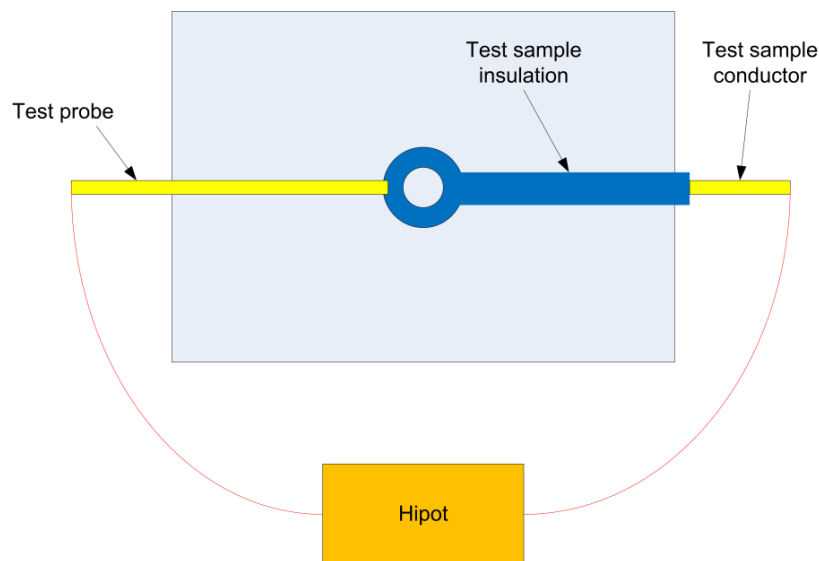 Test sample
insulation
Test sample
conductor
Test probe
Hipot